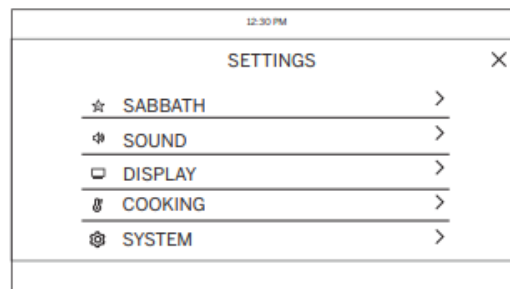 12:30 PM
SETTINGS
SABBATH
SOUND
DISPLAY
COOKING
SYSTEM